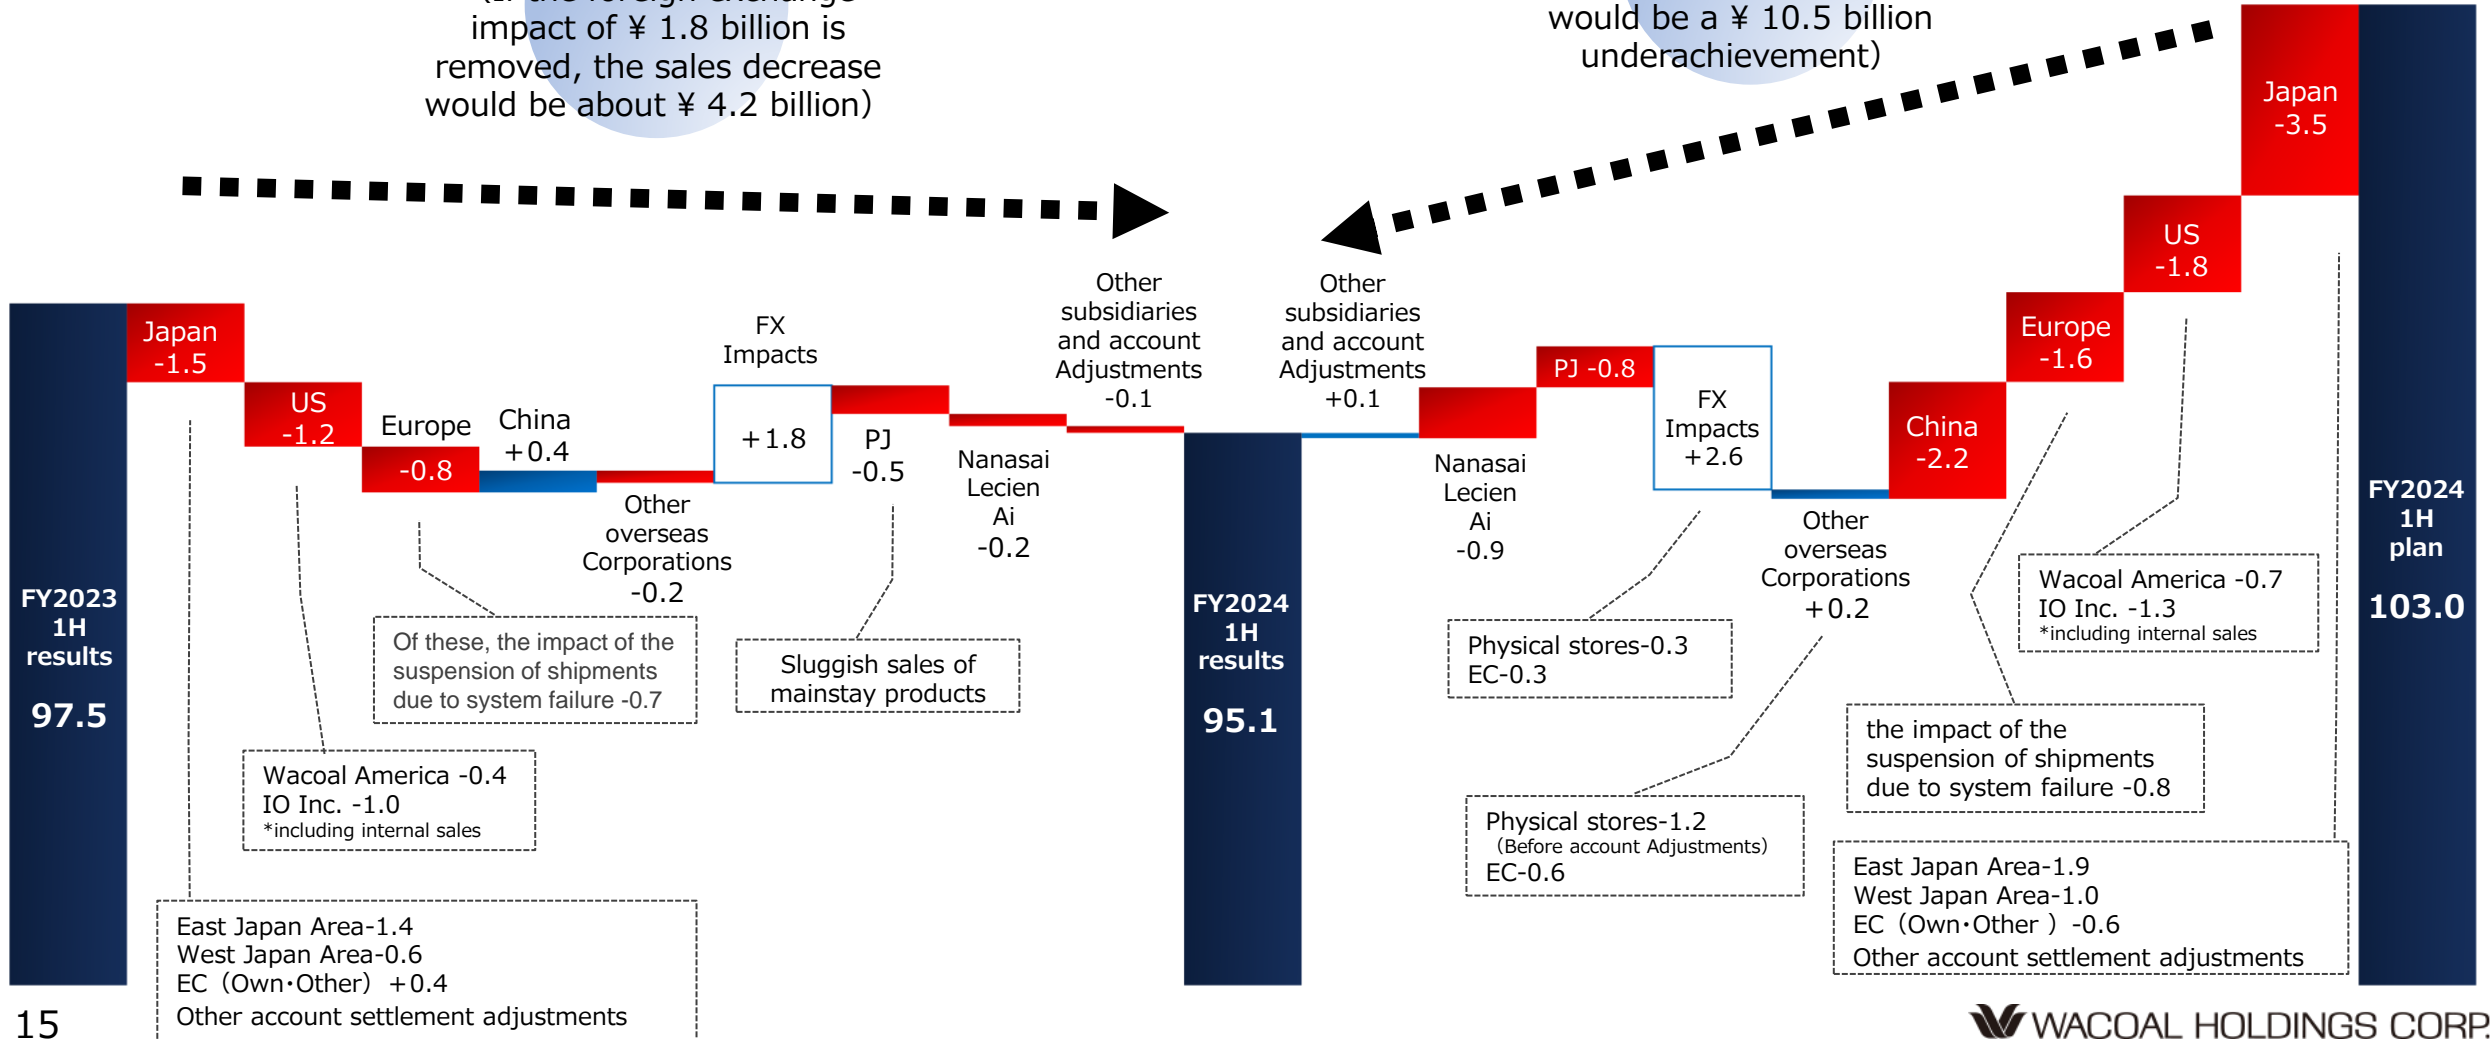 (If the foreign exchange
impact of ¥ 1.8 billion is
removed, the sales decrease
would be about ¥ 4.2 billion)
would be a ¥ 10.5 billion
underachievement)
FY2023
1H
results
97.5
Japan
-1.5
US
-1.2
Europe
-0.8
China
+0.4
Other
overseas
Corporations
-0.2
FX
Impacts
+1.8
PJ
-0.5
Nanasai
Lecien
Ai
-0.2
Other
subsidiaries
and account
Adjustments
-0.1
FY2024
1H
results
95.1
Other
subsidiaries
and account
Adjustments
+0.1
Nanasai
Lecien
Ai
-0.9
PJ -0.8
FX
Impacts
+2.6
Other
overseas
Corporations
+0.2
China
-2.2
Europe
-1.6
US
-1.8
Japan
-3.5
FY2024
1H
plan
103.0
Of these, the impact of the
suspension of shipments
due to system failure -0.7
Sluggish sales of
mainstay products
Wacoal America -0.4
IO Inc. -1.0
*including internal sales
East Japan Area-1.4
West Japan Area-0.6
EC（Own・Other）+0.4
Other account settlement adjustments
Physical stores-0.3
EC-0.3
Physical stores-1.2
（Before account Adjustments）
EC-0.6
Wacoal America -0.7
IO Inc. -1.3
*including internal sales
the impact of the
suspension of shipments
due to system failure -0.8
East Japan Area-1.9
West Japan Area-1.0
EC（Own・Other ）-0.6
Other account settlement adjustments
15
WACOAL HOLDINGS CORP.